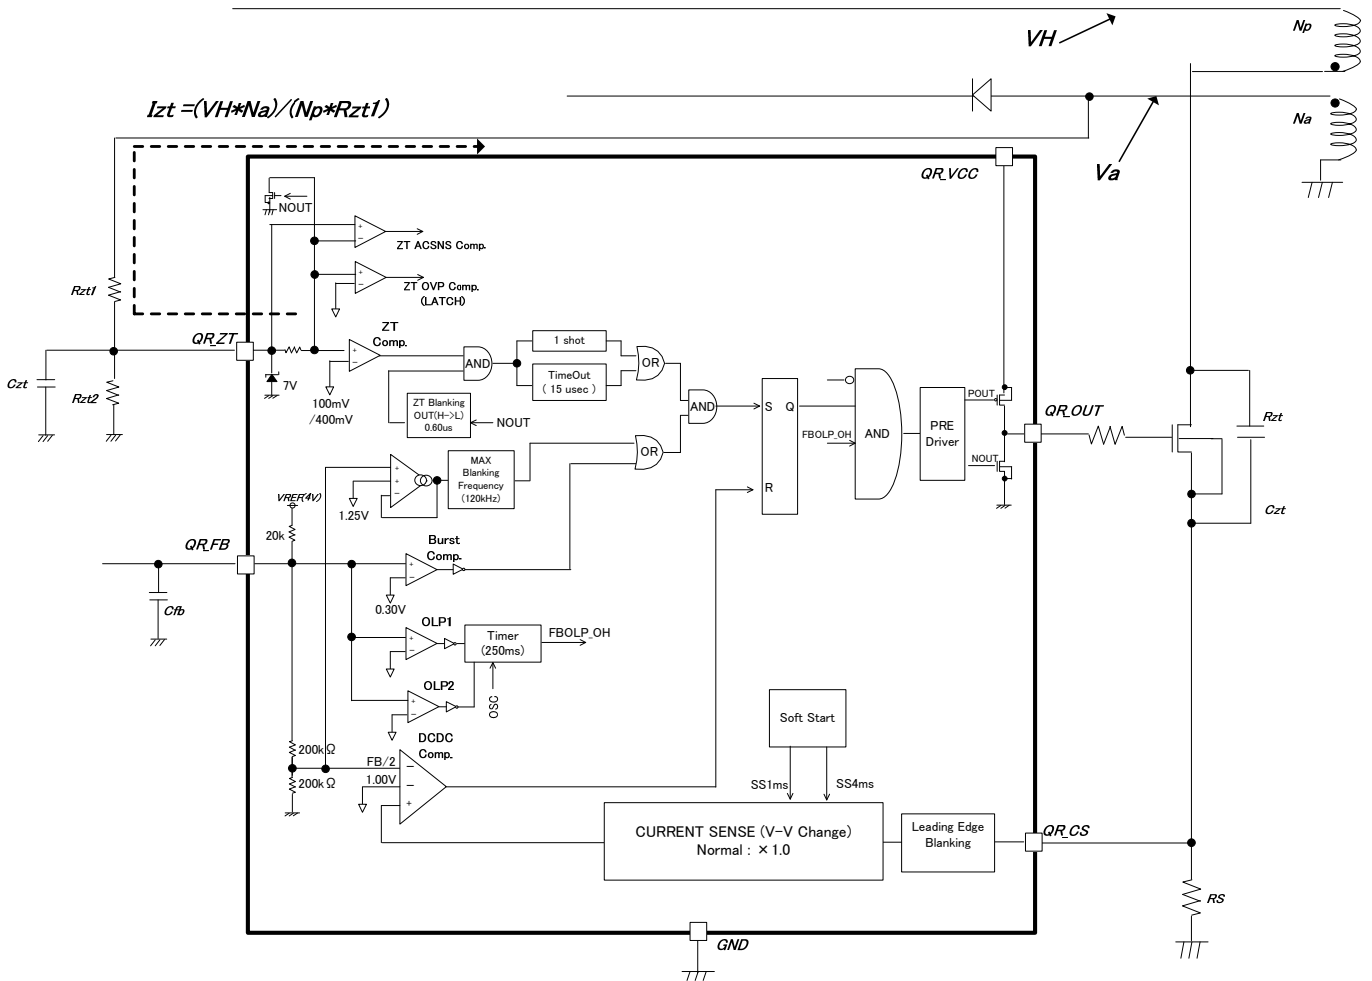 Np
VH
Izt =(VH*Na)/(Np*Rzt1)
Na
Va
QR_VCC
NOUT
ZT ACSNS Comp.
ZT OVP Comp.
(LATCH)
Rzt1
QR_ZT
ZT
Comp.
1 shot
AND
OR
TimeOut
( 15 usec )
Czt
Rzt2
7V
100mV
/400mV
ZT Blanking
OUT(H->L)
0.60us
NOUT
AND
S
Q
R
FBOLP_OH
AND
POUT
PRE
Driver
NOUT
QR_OUT
Rzt
Czt
OR
MAX
Blanking
Frequency
(120kHz)
1.25V
VREF(4V)
20k
QR_FB
Cfb
Burst
Comp.
0.30V
OLP1
Timer
(250ms)
FBOLP_OH
OLP2
OSC
200kΩ
200kΩ
FB/2
1.00V
DCDC
Comp.
Soft Start
SS1ms
SS4ms
CURRENT SENSE (V-V Change)
Normal : ×1.0
Leading Edge
Blanking
QR_CS
RS
GND